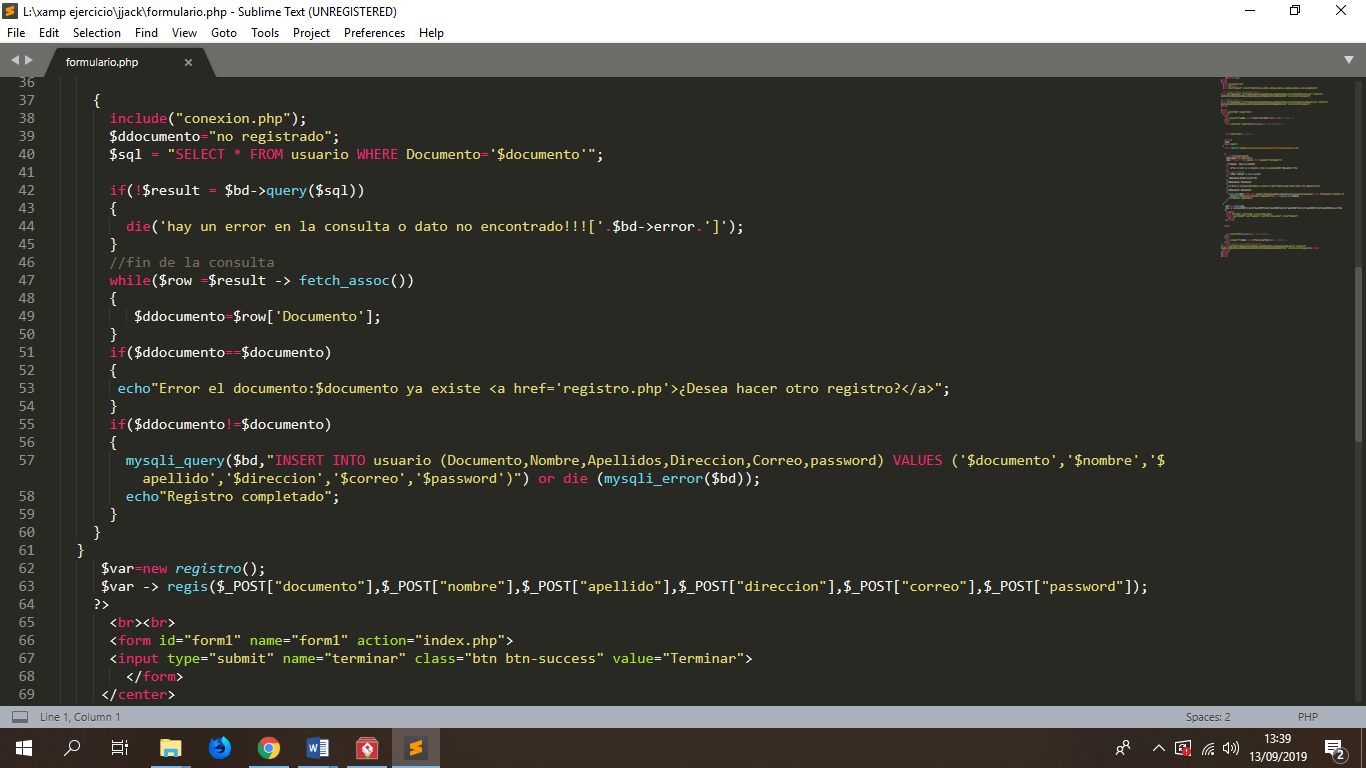 L:\xamp ejercicio\jjack\formulario.php - Sublime Text (UNREGISTERED)
File Edit Selection Find View Goto Tools Project Preferences Help
formulario.php
36
37 {
38 include("conexion.php");
39 $ddocumento="no registrado";
40 $sql = "SELECT * FROM usuario WHERE Documento='$documento'";
41
42 if(!$result = $bd->query($sql))
43 {
44 die('hay un error en la consulta o dato no encontrado!!!['.$bd->error.']');
45 }
46 //fin de la consulta
47 while($row =$result -> fetch_assoc())
48 {
49 $ddocumento=$row['Documento'];
50 }
51 if($ddocumento==$documento)
52 {
53 echo"Error el documento:$documento ya existe <a href='registro.php'>¿Desea hacer otro registro?</a>";
54 }
55 if($ddocumento!=$documento)
56 {
57 mysqli_query($bd,"INSERT INTO usuario (Documento,Nombre,Apellidos,Direccion,Correo,password) VALUES ('$documento','$nombre','$
apellido','$direccion','$correo','$password')") or die (mysqli_error($bd));
58 echo"Registro completado";
59 }
60 }
61 }
62 $var=new registro();
63 $var -> regis($_POST["documento"],$_POST["nombre"],$_POST["apellido"],$_POST["direccion"],$_POST["correo"],$_POST["password"]);
64 ?>
65 <br><br>
66 <form id="form1" name="form1" action="index.php">
67 <input type="submit" name="terminar" class="btn btn-success" value="Terminar">
68 </form>
69 </center>
Line 1, Column 1 Spaces: 2 PHP
13:39
13/09/2019
2